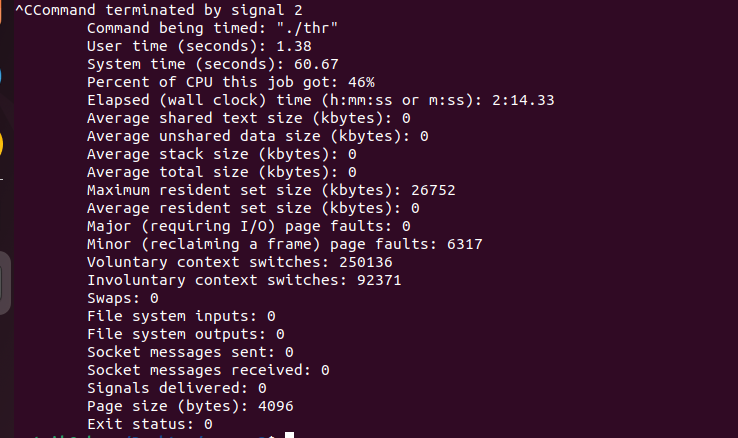 ^CCommand terminated by signal 2
Command being timed: "./thr"
User time (seconds): 1.38
System time (seconds): 60.67
Percent of CPU this job got: 46%
Elapsed (wall clock) time (h:mm:ss or m:ss): 2:14.33
Average shared text size (kbytes): 0
Average unshared data size (kbytes): 0
Average stack size (kbytes): 0
Average total size (kbytes): 0
Maximum resident set size (kbytes): 26752
Average resident set size (kbytes): 0
Major (requiring I/O) page faults: 0
Minor (reclaiming a frame) page faults: 6317
Voluntary context switches: 250136
Involuntary context switches: 92371
Swaps: 0
File system inputs: 0
File system outputs: 0
Socket messages sent: 0
Socket messages received: 0
Signals delivered: 0
Page size (bytes): 4096
Exit status: 0